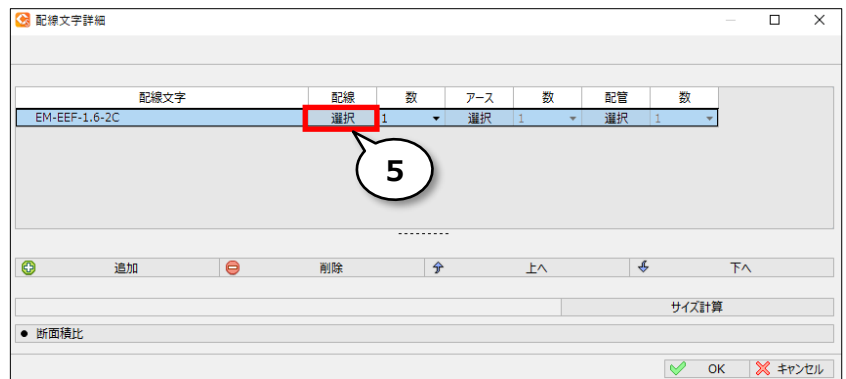 配線文字詳細
配線文字 配線 数 アース 数 配管 数
EM-EEF-1.6-2C 選択 1 選択 1 選択 1
5
追加 削除 上へ 下へ
サイズ計算
● 断面積比
OK キャンセル